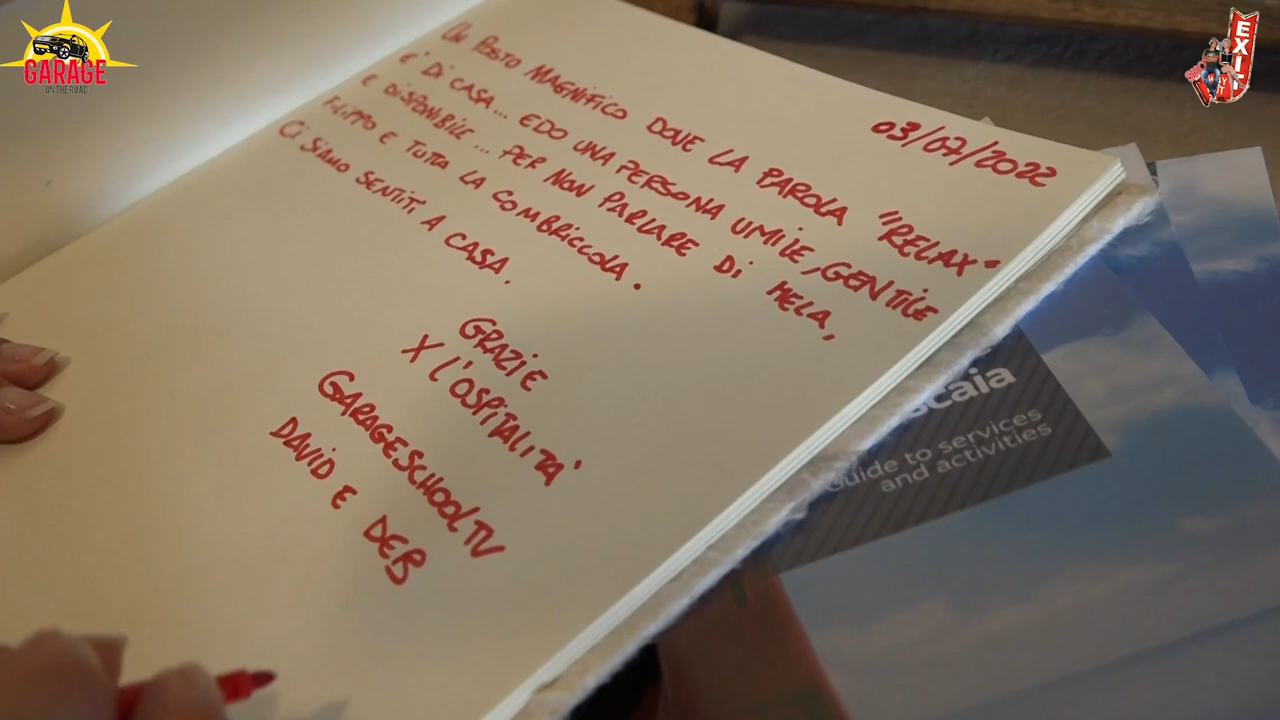 GARAGE
ON THE ROAD
EXIT
WAY
03/07/2022
UN POSTO MAGNIFICO DOVE LA PAROLA "RELAX"
E' DI CASA... EDO UNA PERSONA UMILE, GENTILE
E DISPONIBILE... PER NON PARLARE DI MELA,
FILIPPO E TUTTA LA COMBRICCOLA.
CI SIAMO SENTITI A CASA.
GRAZIE
X L'OSPITALITA'
GARAGESCHOOLTV
DAVID E DEB
scaia
Guide to services
and activities